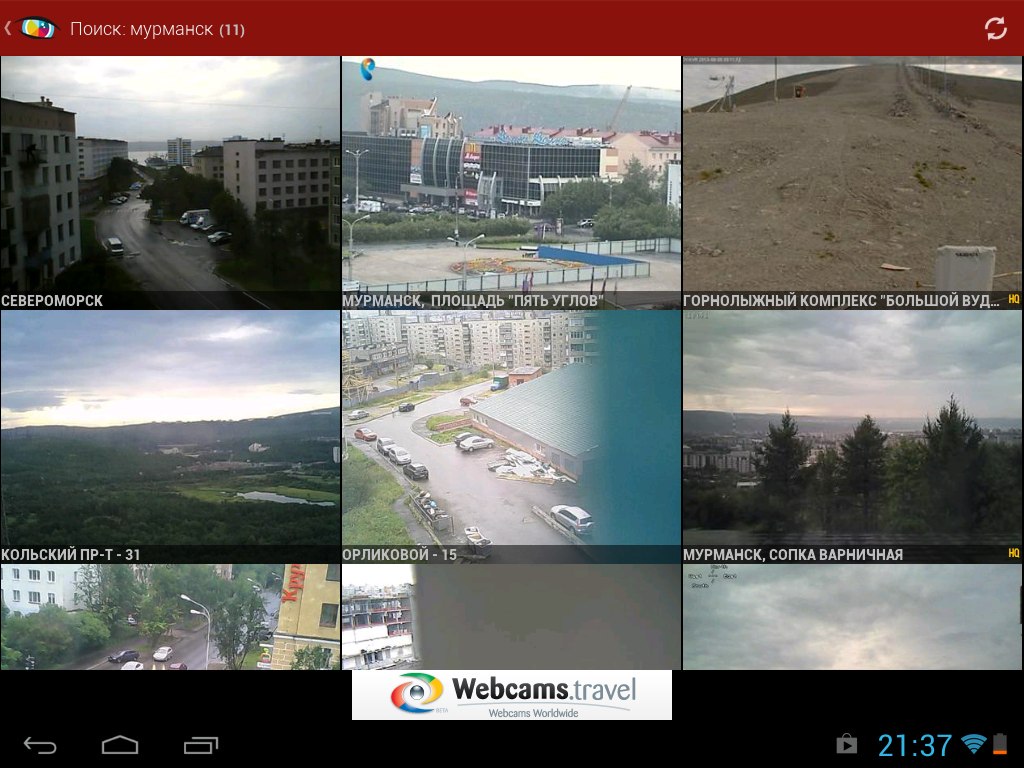 Поиск: мурманск (11)
СЕВЕРОМОРСК
МУРМАНСК, ПЛОЩАДЬ "ПЯТЬ УГЛОВ"
ГОРНОЛЫЖНЫЙ КОМПЛЕКС "БОЛЬШОЙ ВУД... HQ
КОЛЬСКИЙ ПР-Т - 31
ОРЛИКОВОЙ - 15
МУРМАНСК, СОПКА ВАРНИЧНАЯ HQ
Webcams.travel
BETA Webcams Worldwide
21:37